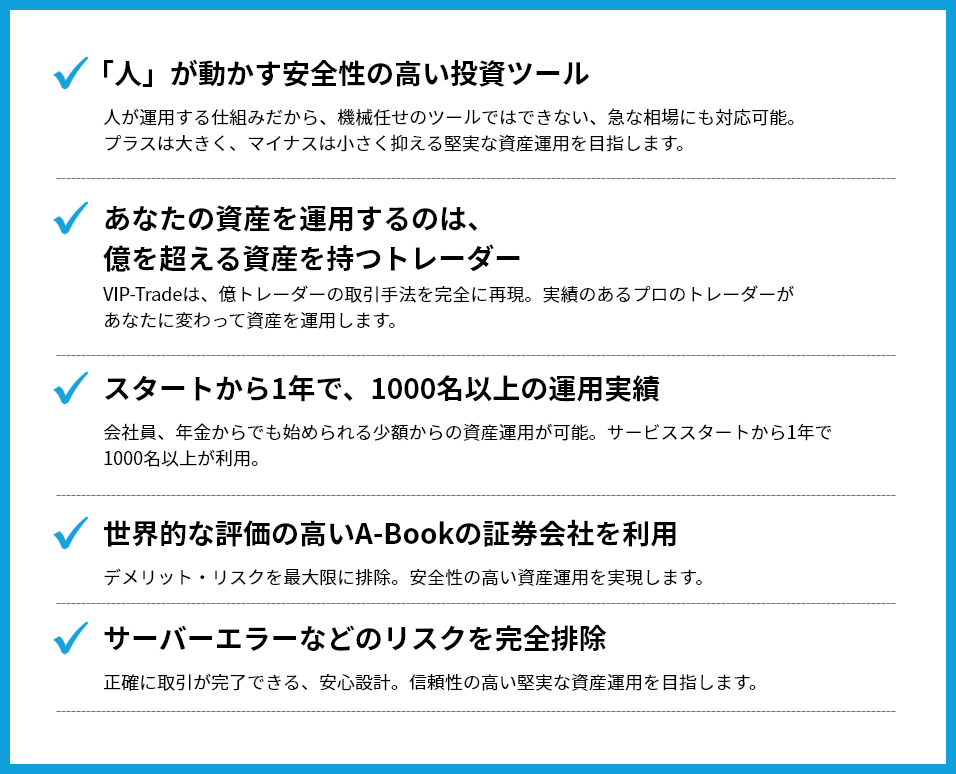 「人」が動かす安全性の高い投資ツール
人が運用する仕組みだから、機械任せのツールではできない、急な相場にも対応可能。
プラスは大きく、マイナスは小さく抑える堅実な資産運用を目指します。
あなたの資産を運用するのは、
億を超える資産を持つトレーダー
VIP-Tradeは、億トレーダーの取引手法を完全に再現。実績のあるプロのトレーダーが
あなたに変わって資産を運用します。
スタートから1年で、1000名以上の運用実績
会社員、年金からでも始められる少額からの資産運用が可能。サービススタートから1年で
1000名以上が利用。
世界的な評価の高いA-Bookの証券会社を利用
デメリット・リスクを最大限に排除。安全性の高い資産運用を実現します。
サーバーエラーなどのリスクを完全排除
正確に取引が完了できる、安心設計。信頼性の高い堅実な資産運用を目指します。